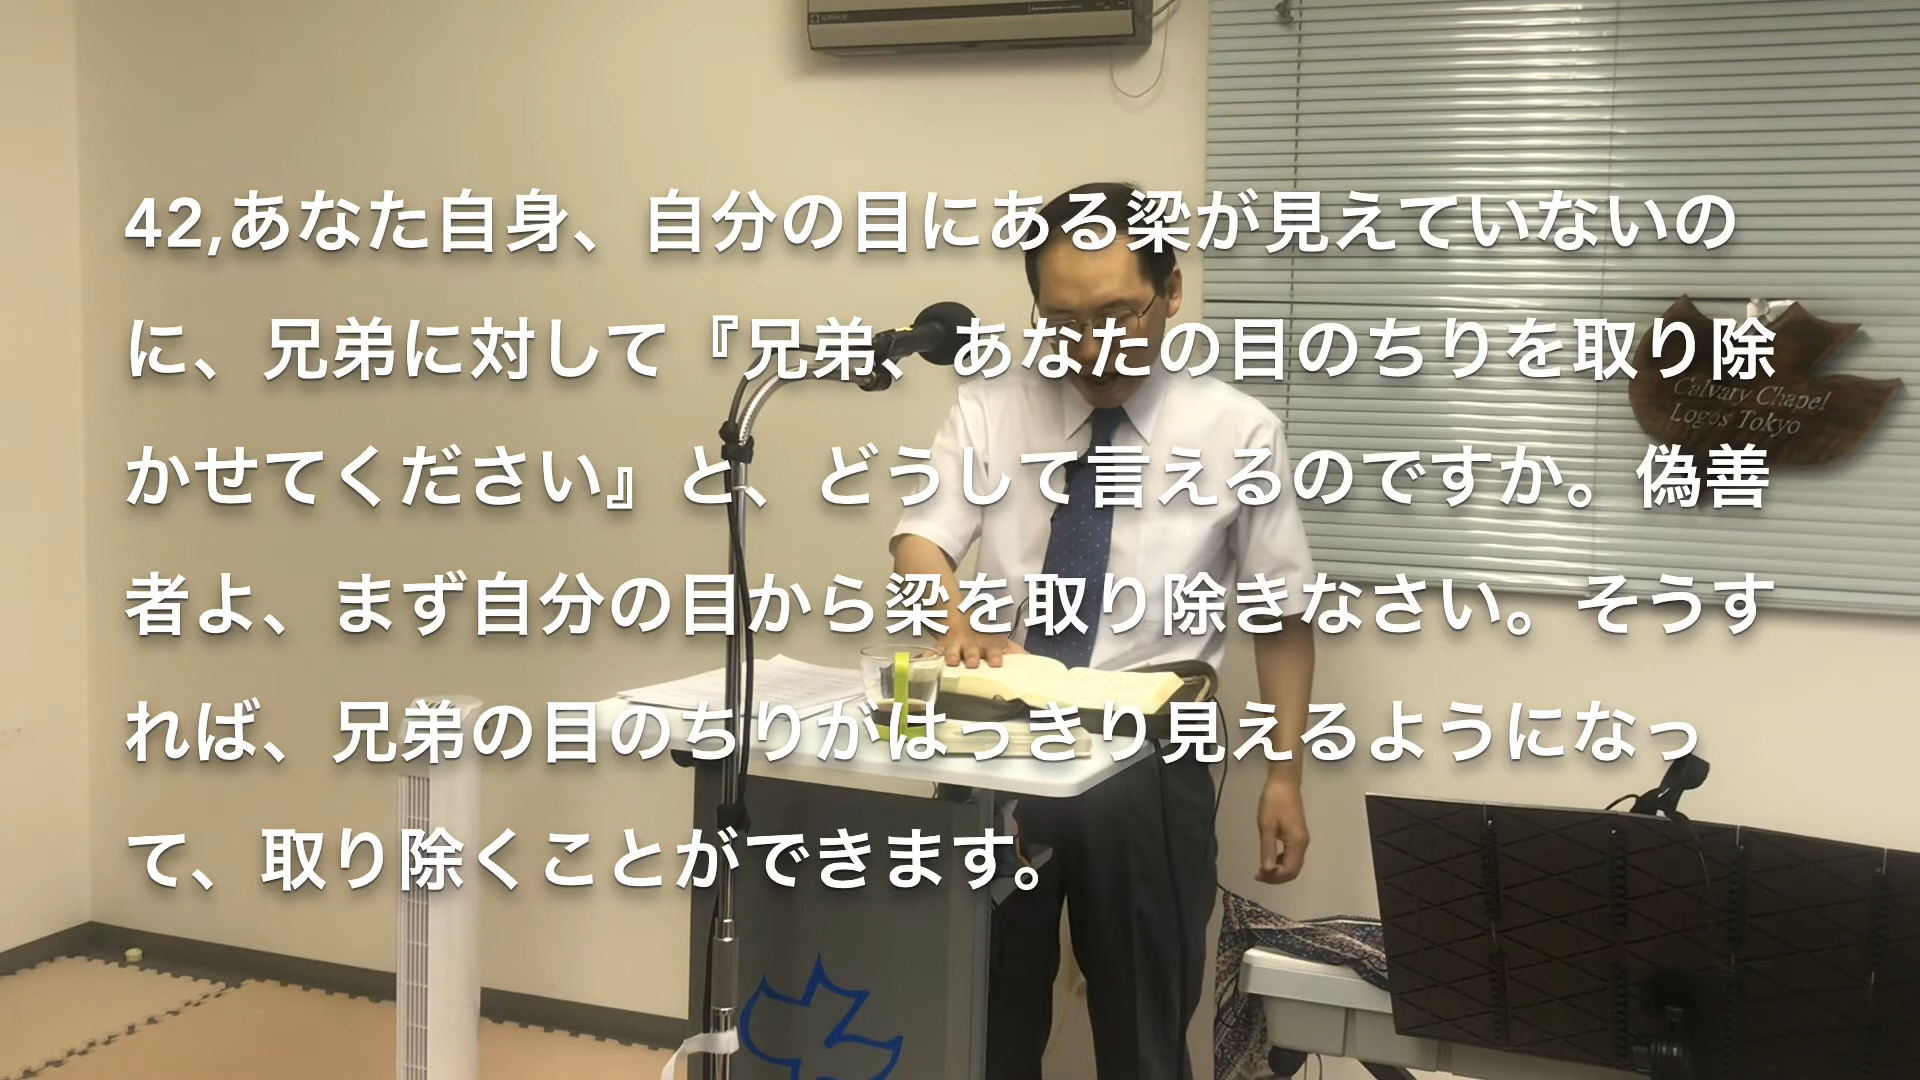 42,あなた自身、自分の目にある梁が見えていないの
に、兄弟に対して『兄弟、あなたの目のちりを取り除
かせてください』と、どうして言えるのですか。偽善
者よ、まず自分の目から梁を取り除きなさい。そうす
れば、兄弟の目のちりがはっきり見えるようになっ
て、取り除くことができます。
Calvary Chapel
Logos Tokyo